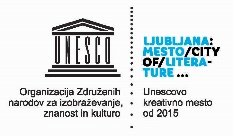 UNESCO
Organizacija Združenih
narodov za izobraževanje,
znanost in kulturo
LJUBLJANA:
MESTO/CITY
OF/LITERA-
TURE ...
Unescovo
kreativno mesto
od 2015